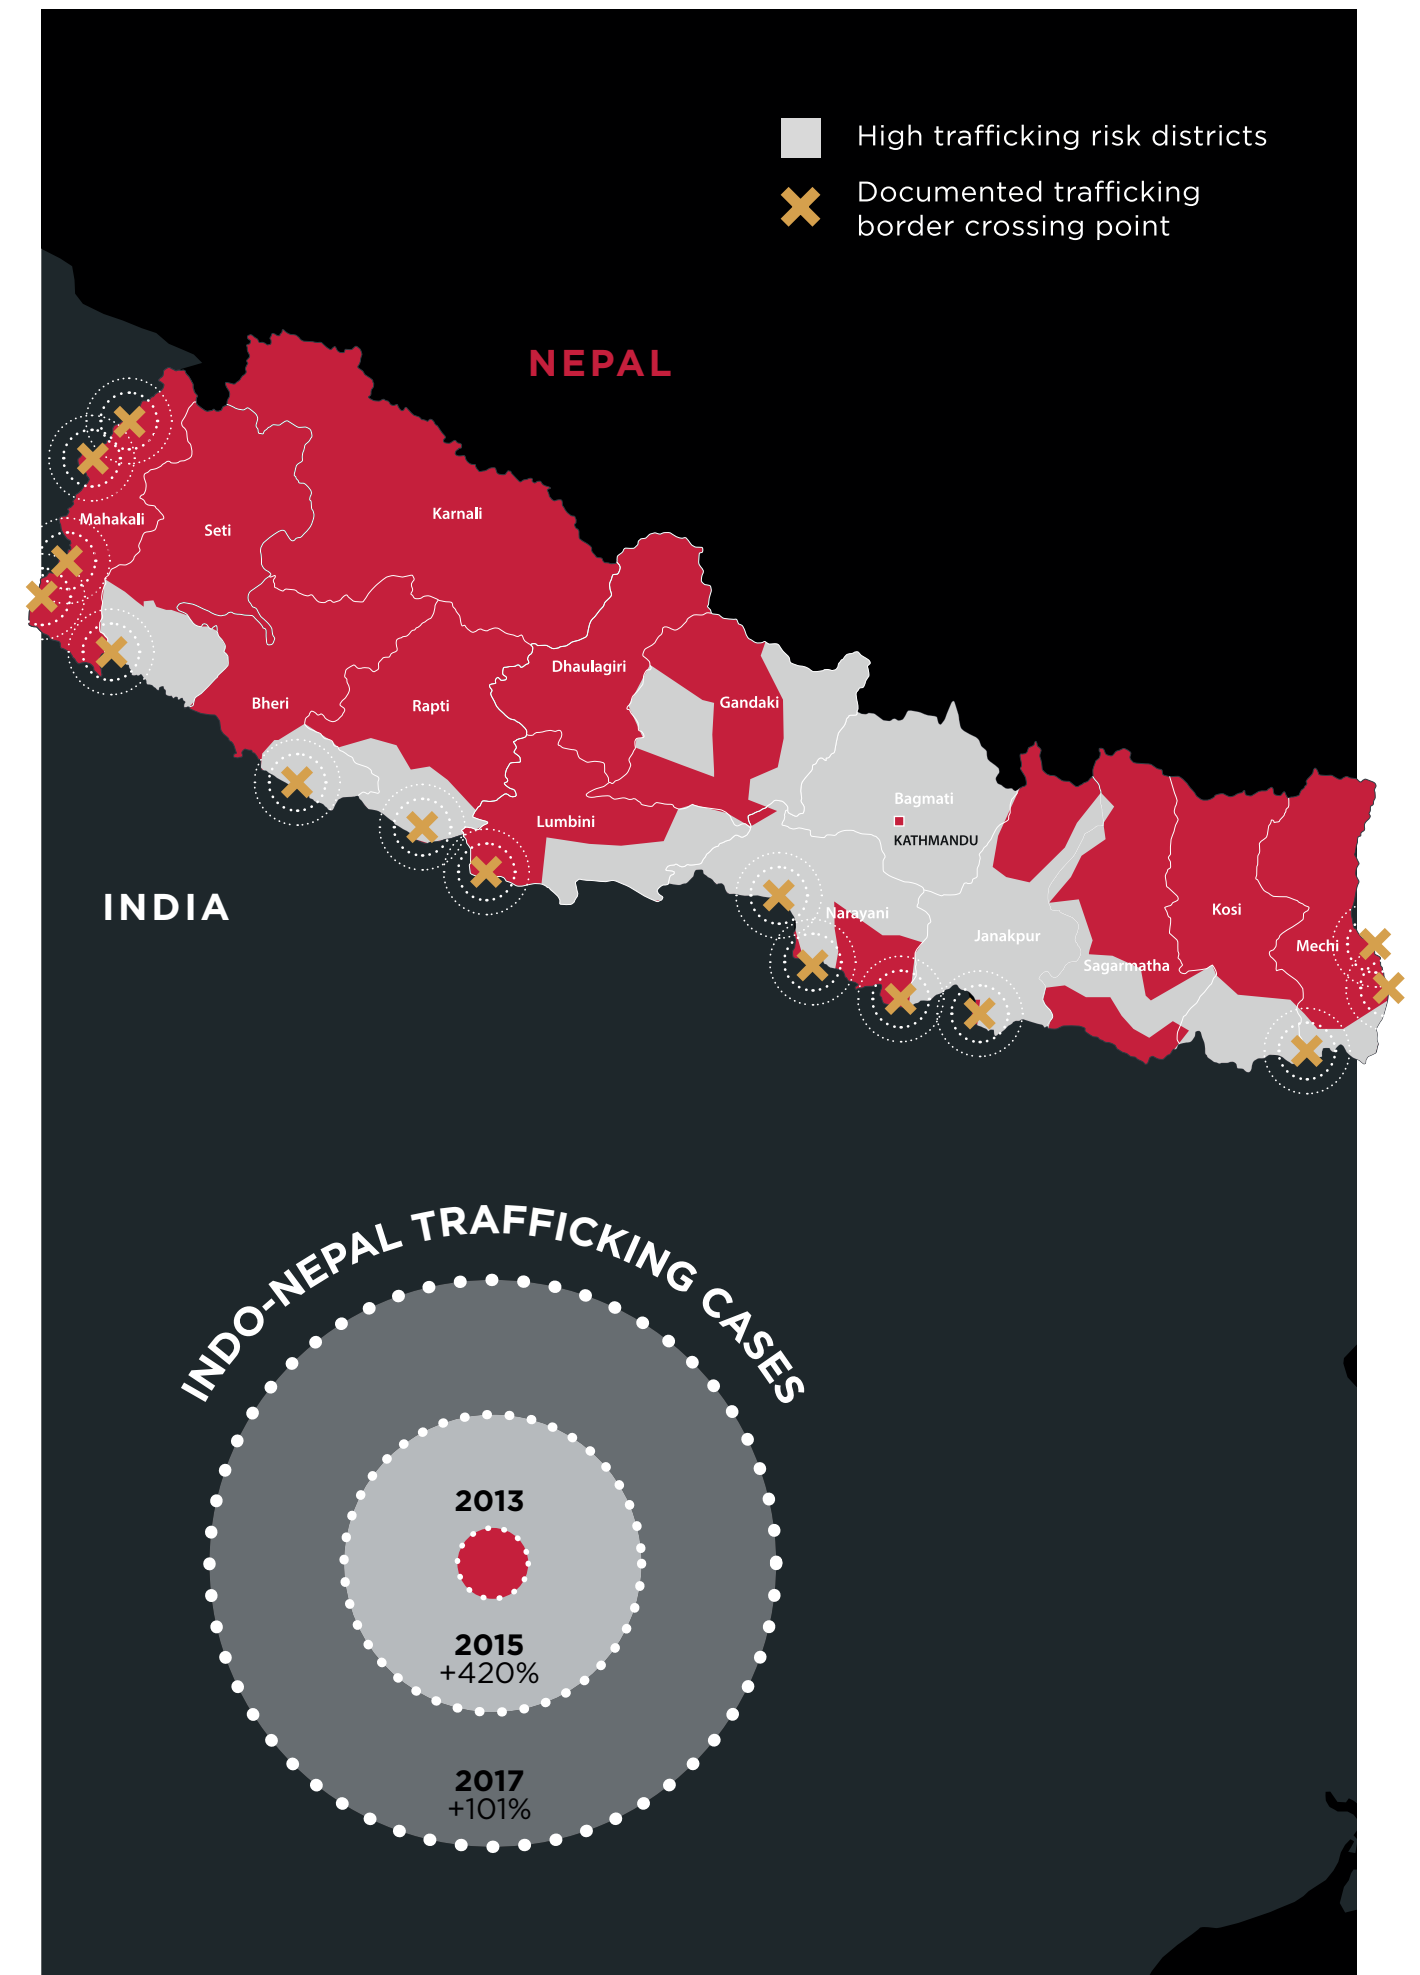 High trafficking risk districts
Documented trafficking
border crossing point
NEPAL
Mahakali
Seti
Karnali
Dhaulagiri
Bheri
Rapti
Gandaki
Lumbini
Bagmati
KATHMANDU
INDIA
Narayani
Janakpur
Sagarmatha
Kosi
Mechi
INDO-NEPAL TRAFFICKING CASES
2013
2015
+420%
2017
+101%